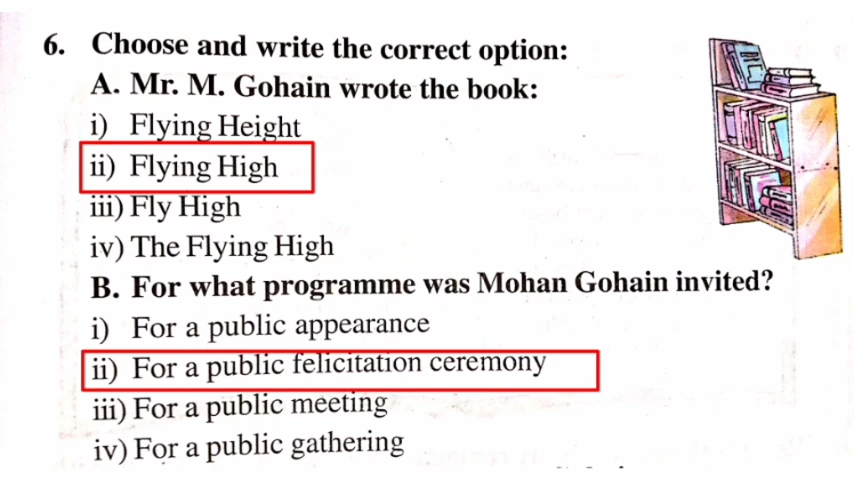 6. Choose and write the correct option:
A. Mr. M. Gohain wrote the book:
i) Flying Height
ii) Flying High
iii) Fly High
iv) The Flying High
B. For what programme was Mohan Gohain invited?
i) For a public appearance
ii) For a public felicitation ceremony
iii) For a public meeting
iv) For a public gathering